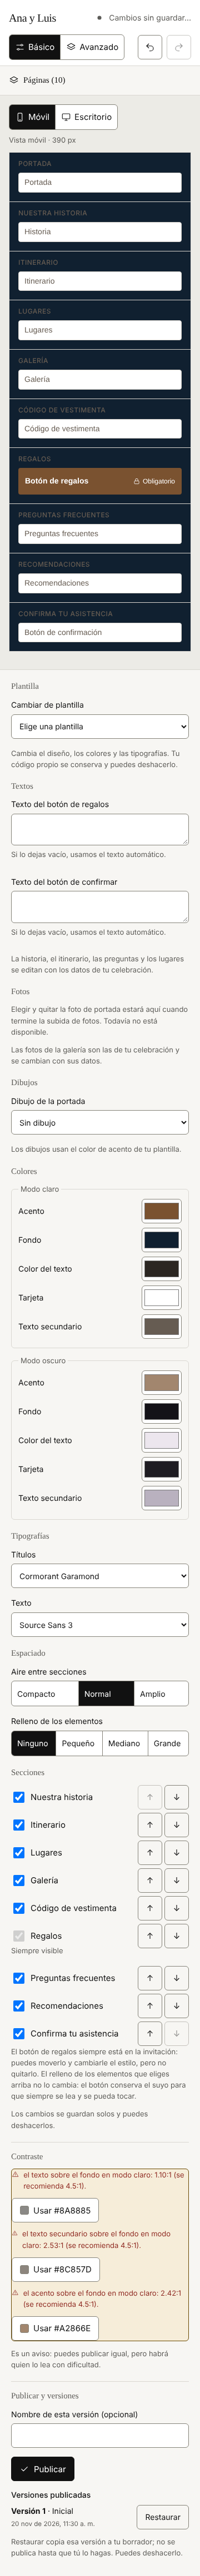 Ana y Luis
Cambios sin guardar...
Básico
Avanzado
Páginas (10)
Móvil
Escritorio
Vista móvil · 390 px
PORTADA
Portada
NUESTRA HISTORIA
Historia
ITINERARIO
Itinerario
LUGARES
Lugares
GALERÍA
Galería
CÓDIGO DE VESTIMENTA
Código de vestimenta
REGALOS
Botón de regalos
Obligatorio
PREGUNTAS FRECUENTES
Preguntas frecuentes
RECOMENDACIONES
Recomendaciones
CONFIRMA TU ASISTENCIA
Botón de confirmación
Plantilla
Cambiar de plantilla
Elige una plantilla
Cambia el diseño, los colores y las tipografías. Tu
código propio se conserva y puedes deshacerlo.
Textos
Texto del botón de regalos
Si lo dejas vacío, usamos el texto automático.
Texto del botón de confirmar
Si lo dejas vacío, usamos el texto automático.
La historia, el itinerario, las preguntas y los lugares
se editan con los datos de tu celebración.
Fotos
Elegir y quitar la foto de portada estará aquí cuando
termine la subida de fotos. Todavía no está
disponible.
Las fotos de la galería son las de tu celebración y
se cambian con sus datos.
Dibujos
Dibujo de la portada
Sin dibujo
Los dibujos usan el color de acento de tu plantilla.
Colores
Modo claro
Acento
Fondo
Color del texto
Tarjeta
Texto secundario
Modo oscuro
Acento
Fondo
Color del texto
Tarjeta
Texto secundario
Tipografías
Títulos
Cormorant Garamond
Texto
Source Sans 3
Espaciado
Aire entre secciones
Compacto
Normal
Amplio
Relleno de los elementos
Ninguno
Pequeño
Mediano
Grande
Secciones
Nuestra historia
Itinerario
Lugares
Galería
Código de vestimenta
Regalos
Siempre visible
Preguntas frecuentes
Recomendaciones
Confirma tu asistencia
El botón de regalos siempre está en la invitación:
puedes moverlo y cambiarle el estilo, pero no
quitarlo. El relleno de los elementos que eliges
arriba no lo cambia: el botón conserva el suyo para
que siempre se lea y se pueda tocar.
Los cambios se guardan solos y puedes
deshacerlos.
Contraste
el texto sobre el fondo en modo claro: 1.10:1 (se
recomienda 4.5:1).
Usar #8A8885
el texto secundario sobre el fondo en modo
claro: 2.53:1 (se recomienda 4.5:1).
Usar #8C857D
el acento sobre el fondo en modo claro: 2.42:1
(se recomienda 4.5:1).
Usar #A2866E
Es un aviso: puedes publicar igual, pero habrá
quien lo lea con dificultad.
Publicar y versiones
Nombre de esta versión (opcional)
Publicar
Versiones publicadas
Versión 1 · Inicial
20 nov de 2026, 11:30 a. m.
Restaurar
Restaurar copia esa versión a tu borrador; no se
publica hasta que tú lo hagas. Puedes deshacerlo.